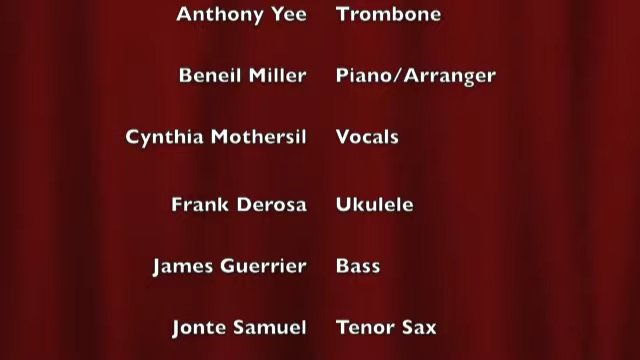 Anthony Yee Trombone
Beneil Miller Piano/Arranger
Cynthia Mothersil Vocals
Frank Derosa Ukulele
James Guerrier Bass
Jonte Samuel Tenor Sax